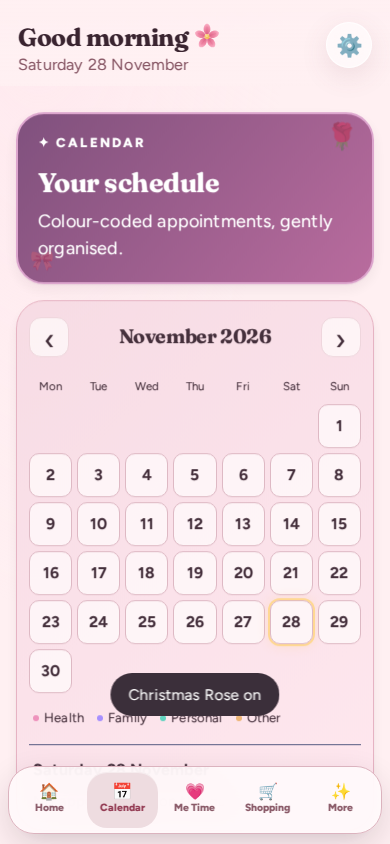 Good morning 🌸
Saturday 28 November
✦ CALENDAR
Your schedule
Colour-coded appointments, gently
organised.
❮ November 2026 ❯
Mon Tue Wed Thu Fri Sat Sun
1
2 3 4 5 6 7 8
9 10 11 12 13 14 15
16 17 18 19 20 21 22
23 24 25 26 27 28 29
30
Christmas Rose on
Health Family Personal Other
Saturday 28 November
Home Calendar Me Time Shopping More